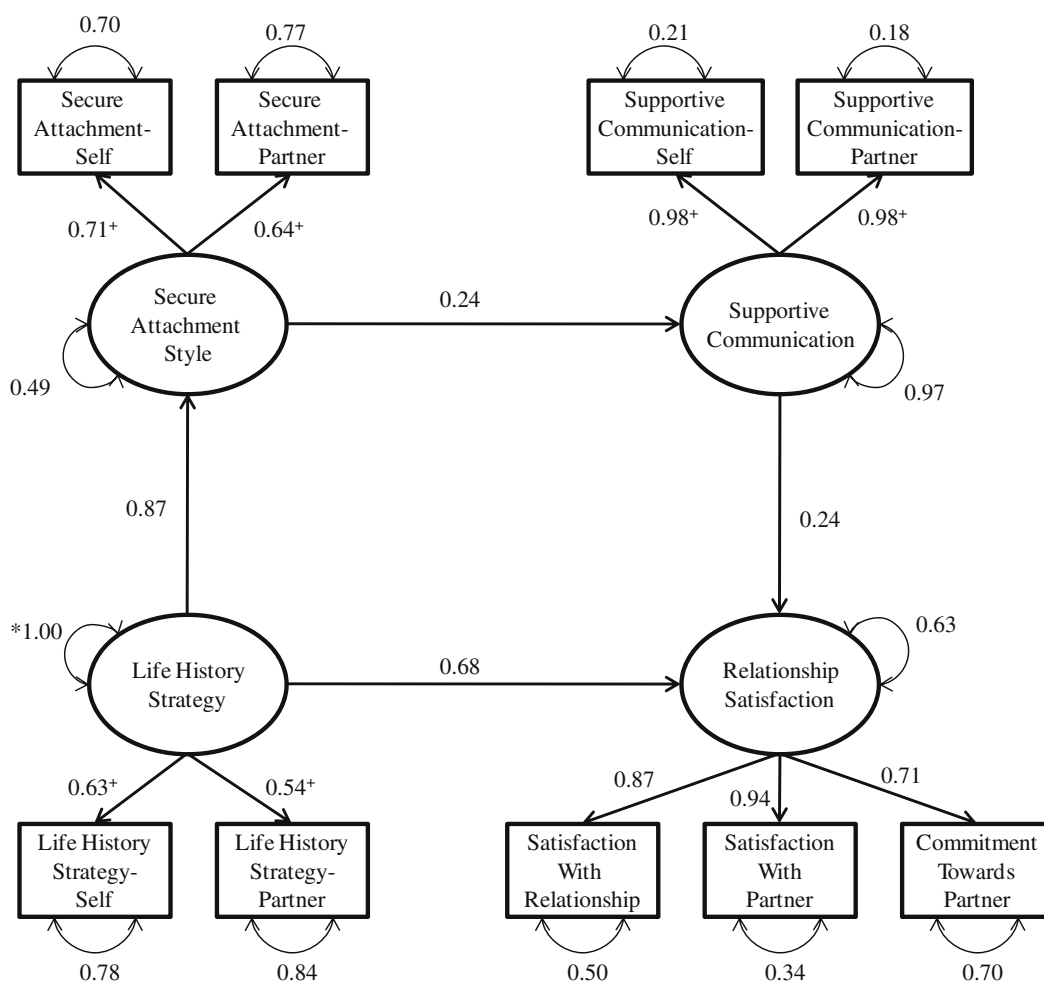 0.70
0.77
0.21
0.18
Secure
Attachment-
Self
Secure
Attachment-
Partner
Supportive
Communication-
Self
Supportive
Communication-
Partner
0.71+
0.64+
0.98+
0.98+
Secure
Attachment
Style
0.24
Supportive
Communication
0.49
0.97
0.87
0.24
*1.00
Life History
Strategy
0.68
Relationship
Satisfaction
0.63
0.63+
0.54+
0.87
0.94
0.71
Life History
Strategy-
Self
Life History
Strategy-
Partner
Satisfaction
With
Relationship
Satisfaction
With
Partner
Commitment
Towards
Partner
0.78
0.84
0.50
0.34
0.70